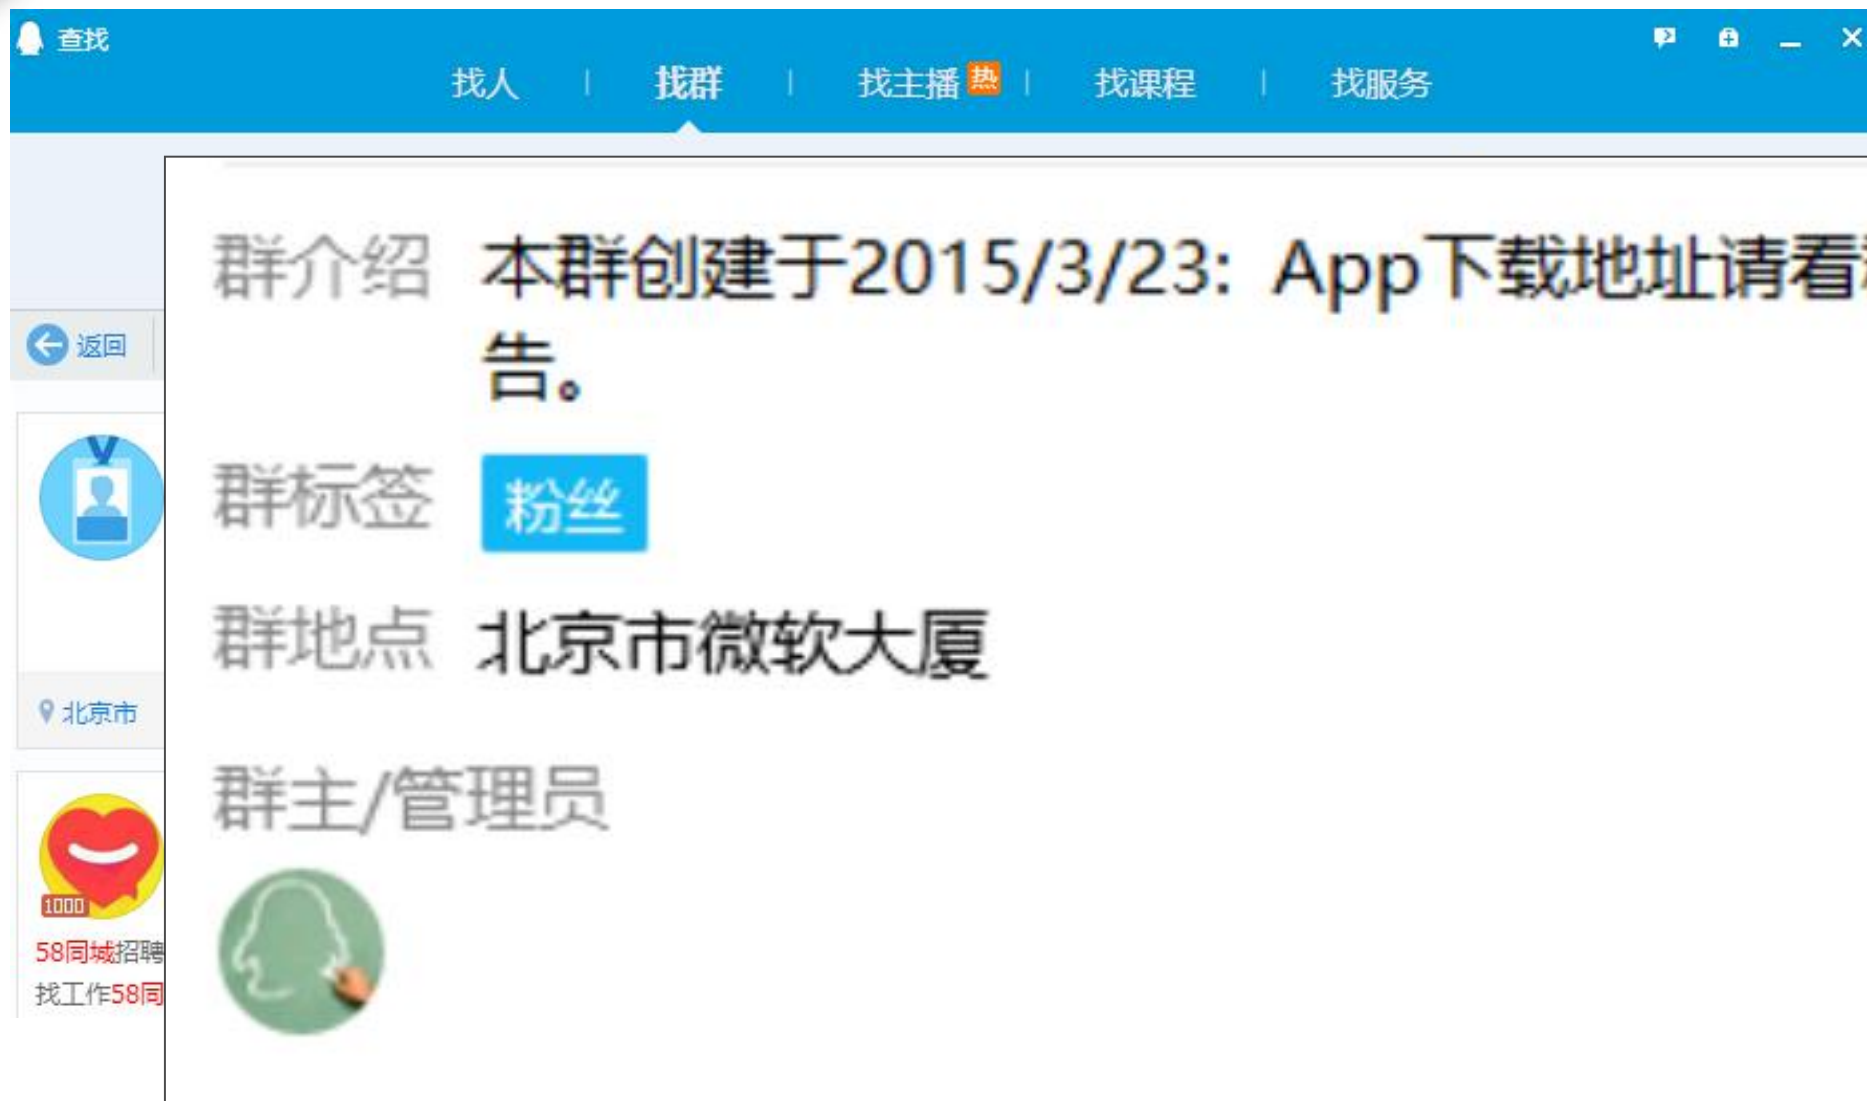 查找
找人
找群
找主播 热
找课程
找服务
返回
北京市
1000
58同城招聘
找工作58同
群介绍 本群创建于2015/3/23: App下载地址请看
告。
群标签 粉丝
群地点 北京市微软大厦
群主/管理员